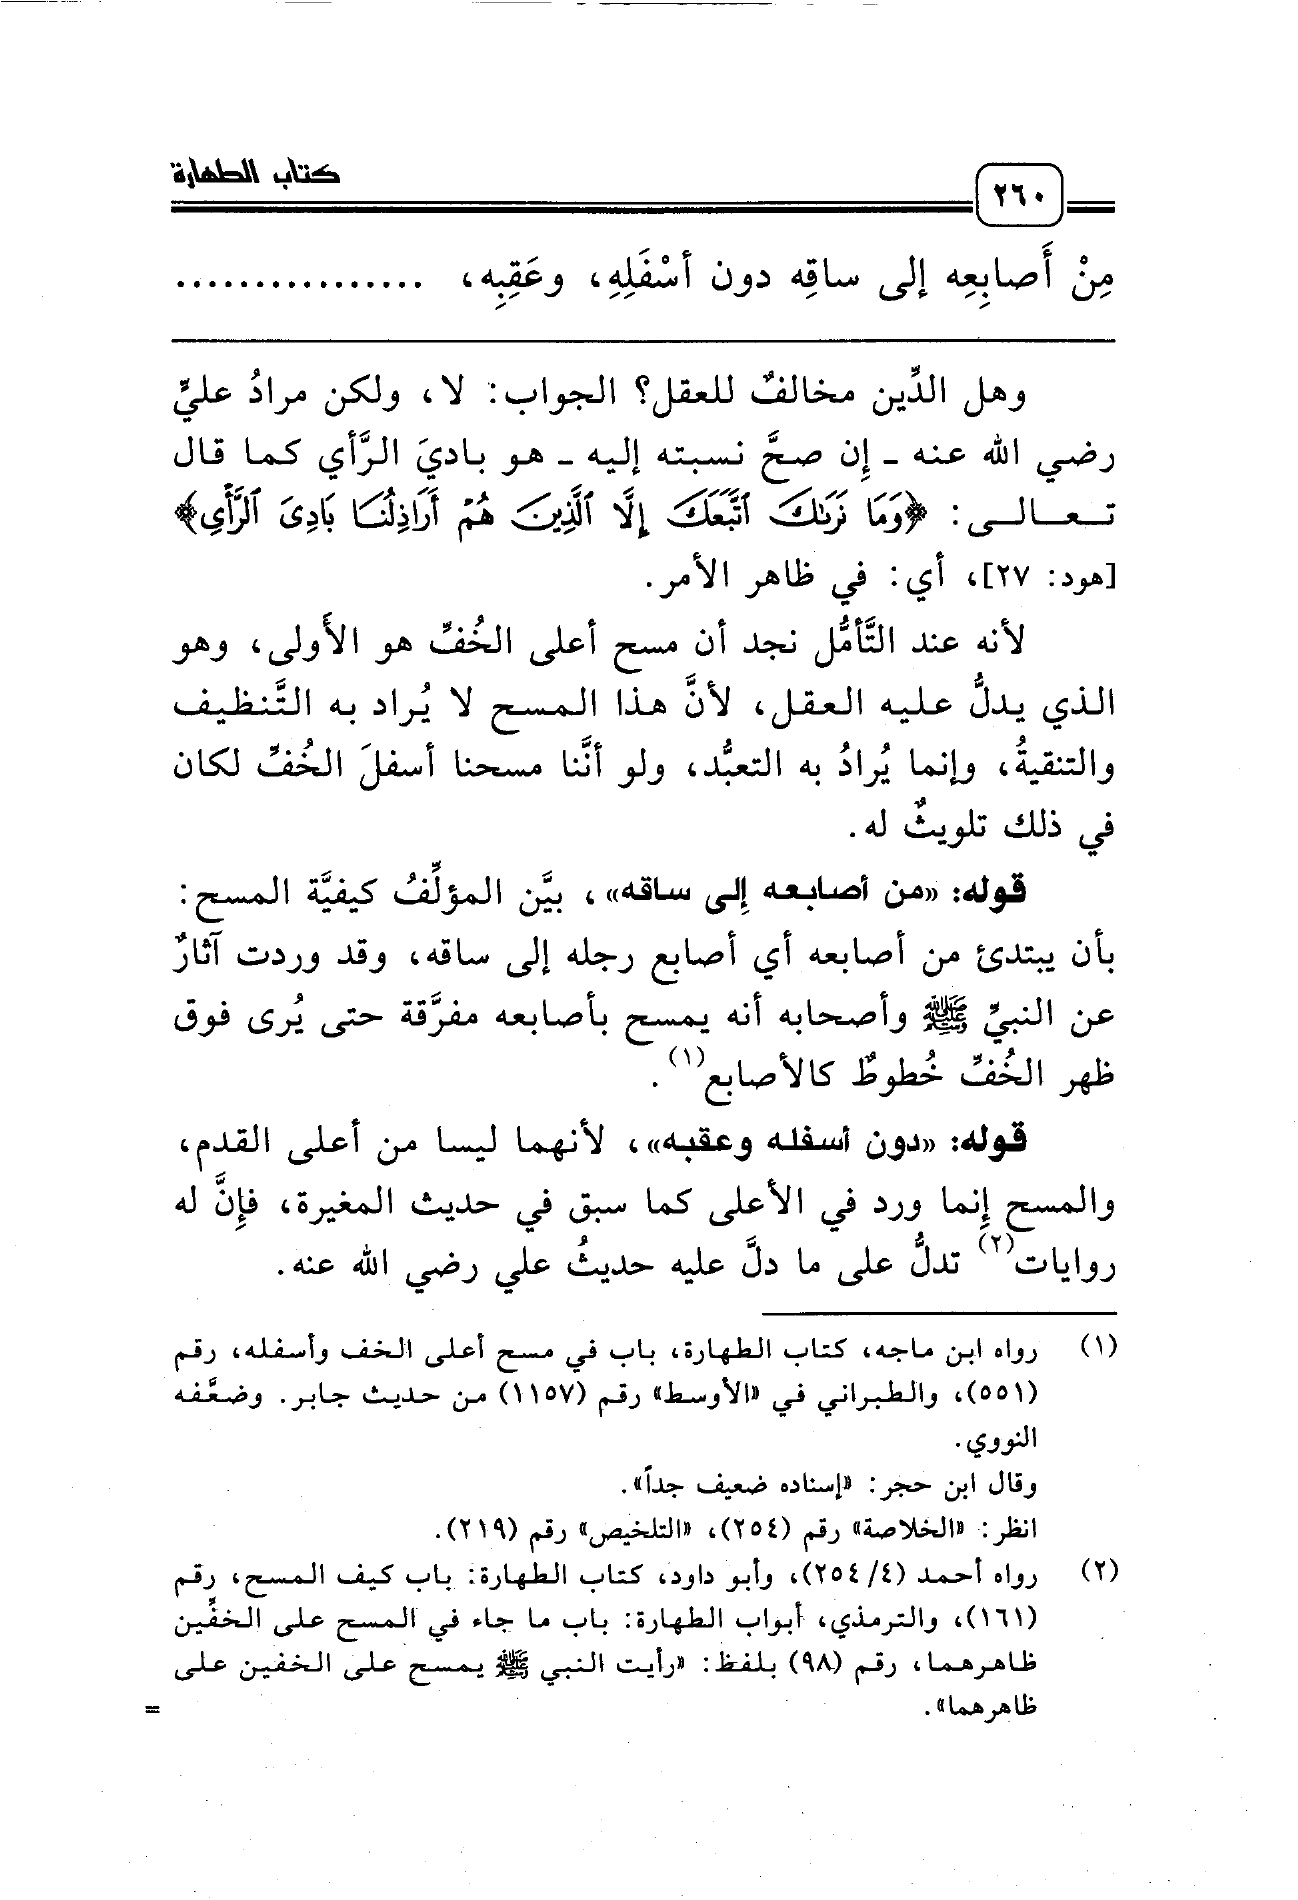 كتاب الطهارة
٢٦٠
مِنْ أَصابِعِه إلى ساقِه دون أسْفَلِهِ، وعَقِبِه، ................
وهل الدِّين مخالفٌ للعقل؟ الجواب: لا، ولكن مرادُ عليٍّ
رضي الله عنه ـ إن صحَّ نسبته إليه ـ هو باديَ الرَّأي كما قال
تـعـالـى: ﴿وَمَا نَرَىٰكَ ٱتَّبَعَكَ إِلَّا ٱلَّذِينَ هُمْ أَرَاذِلُنَا بَادِىَ ٱلرَّأْيِ﴾
[هود: ٢٧]، أي: في ظاهر الأمر.
لأنه عند التَّأمُّل نجد أن مسح أعلى الخُفِّ هو الأَولى، وهو
الذي يدلُّ عليه العقل، لأنَّ هذا المسح لا يُراد به التَّنظيف
والتنقيةُ، وإنما يُرادُ به التعبُّد، ولو أنَّنا مسحنا أسفلَ الخُفِّ لكان
في ذلك تلويثٌ له.
قوله: «من أصابعه إلى ساقه»، بيَّن المؤلِّفُ كيفيَّة المسح:
بأن يبتدئ من أصابعه أي أصابع رجله إلى ساقه، وقد وردت آثارٌ
عن النبيِّ ﷺ وأصحابه أنه يمسح بأصابعه مفرَّقة حتى يُرى فوق
ظهر الخُفِّ خُطوطٌ كالأصابع(١).
قوله: «دون أسفله وعقبه»، لأنهما ليسا من أعلى القدم،
والمسح إنما ورد في الأعلى كما سبق في حديث المغيرة، فإنَّ له
روايات(٢) تدلُّ على ما دلَّ عليه حديثُ علي رضي الله عنه.
(١) رواه ابن ماجه، كتاب الطهارة، باب في مسح أعلى الخف وأسفله، رقم
(٥٥١)، والطبراني في «الأوسط» رقم (١١٥٧) من حديث جابر. وضعَّفه
النووي.
وقال ابن حجر: «إسناده ضعيف جداً».
انظر: «الخلاصة» رقم (٢٥٤)، «التلخيص» رقم (٢١٩).
(٢) رواه أحمد (٤/ ٢٥٤)، وأبو داود، كتاب الطهارة: باب كيف المسح، رقم
(١٦١)، والترمذي، أبواب الطهارة: باب ما جاء في المسح على الخفَّين
ظاهرهما، رقم (٩٨) بلفظ: «رأيت النبي ﷺ يمسح على الخفين على
ظاهرهما». =